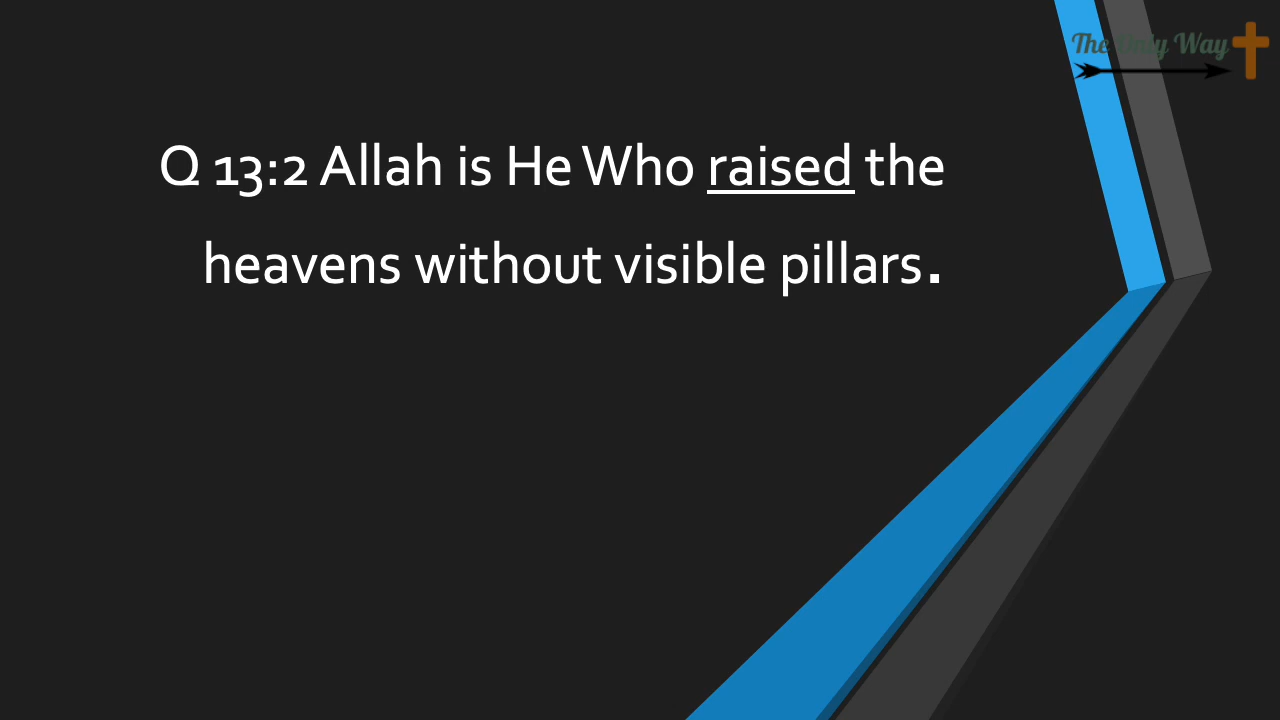 The Only Way
Q 13:2 Allah is He Who raised the
heavens without visible pillars.